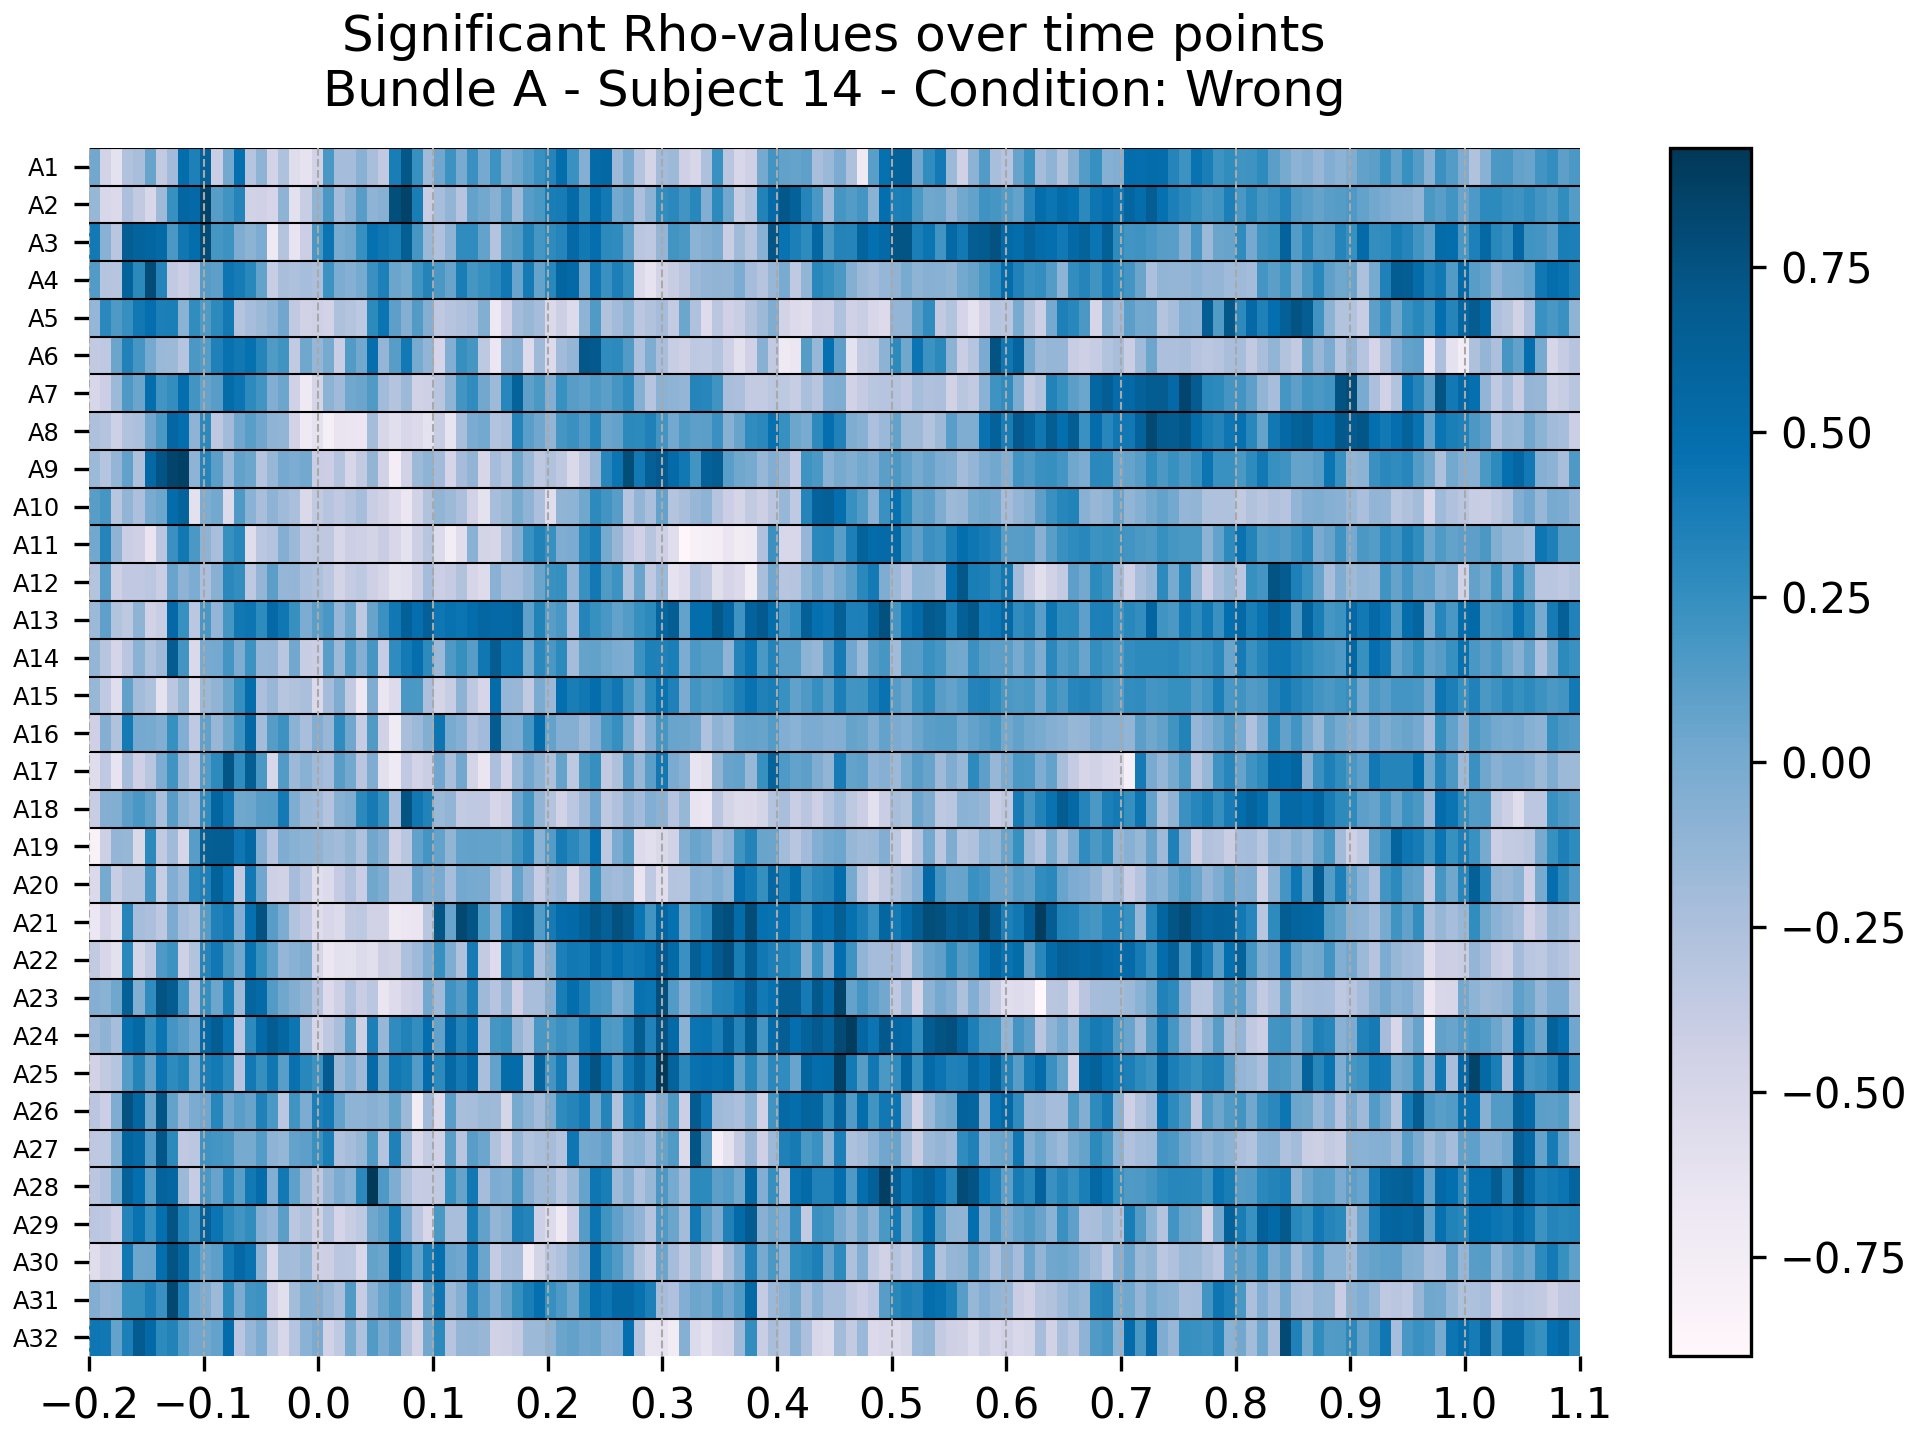 Significant Rho-values over time points
Bundle A - Subject 14 - Condition: Wrong
A1
A2
A3
A4
A5
A6
A7
A8
A9
A10
A11
A12
A13
A14
A15
A16
A17
A18
A19
A20
A21
A22
A23
A24
A25
A26
A27
A28
A29
A30
A31
A32
−0.2 −0.1 0.0 0.1 0.2 0.3 0.4 0.5 0.6 0.7 0.8 0.9 1.0 1.1
0.75
0.50
0.25
0.00
−0.25
−0.50
−0.75